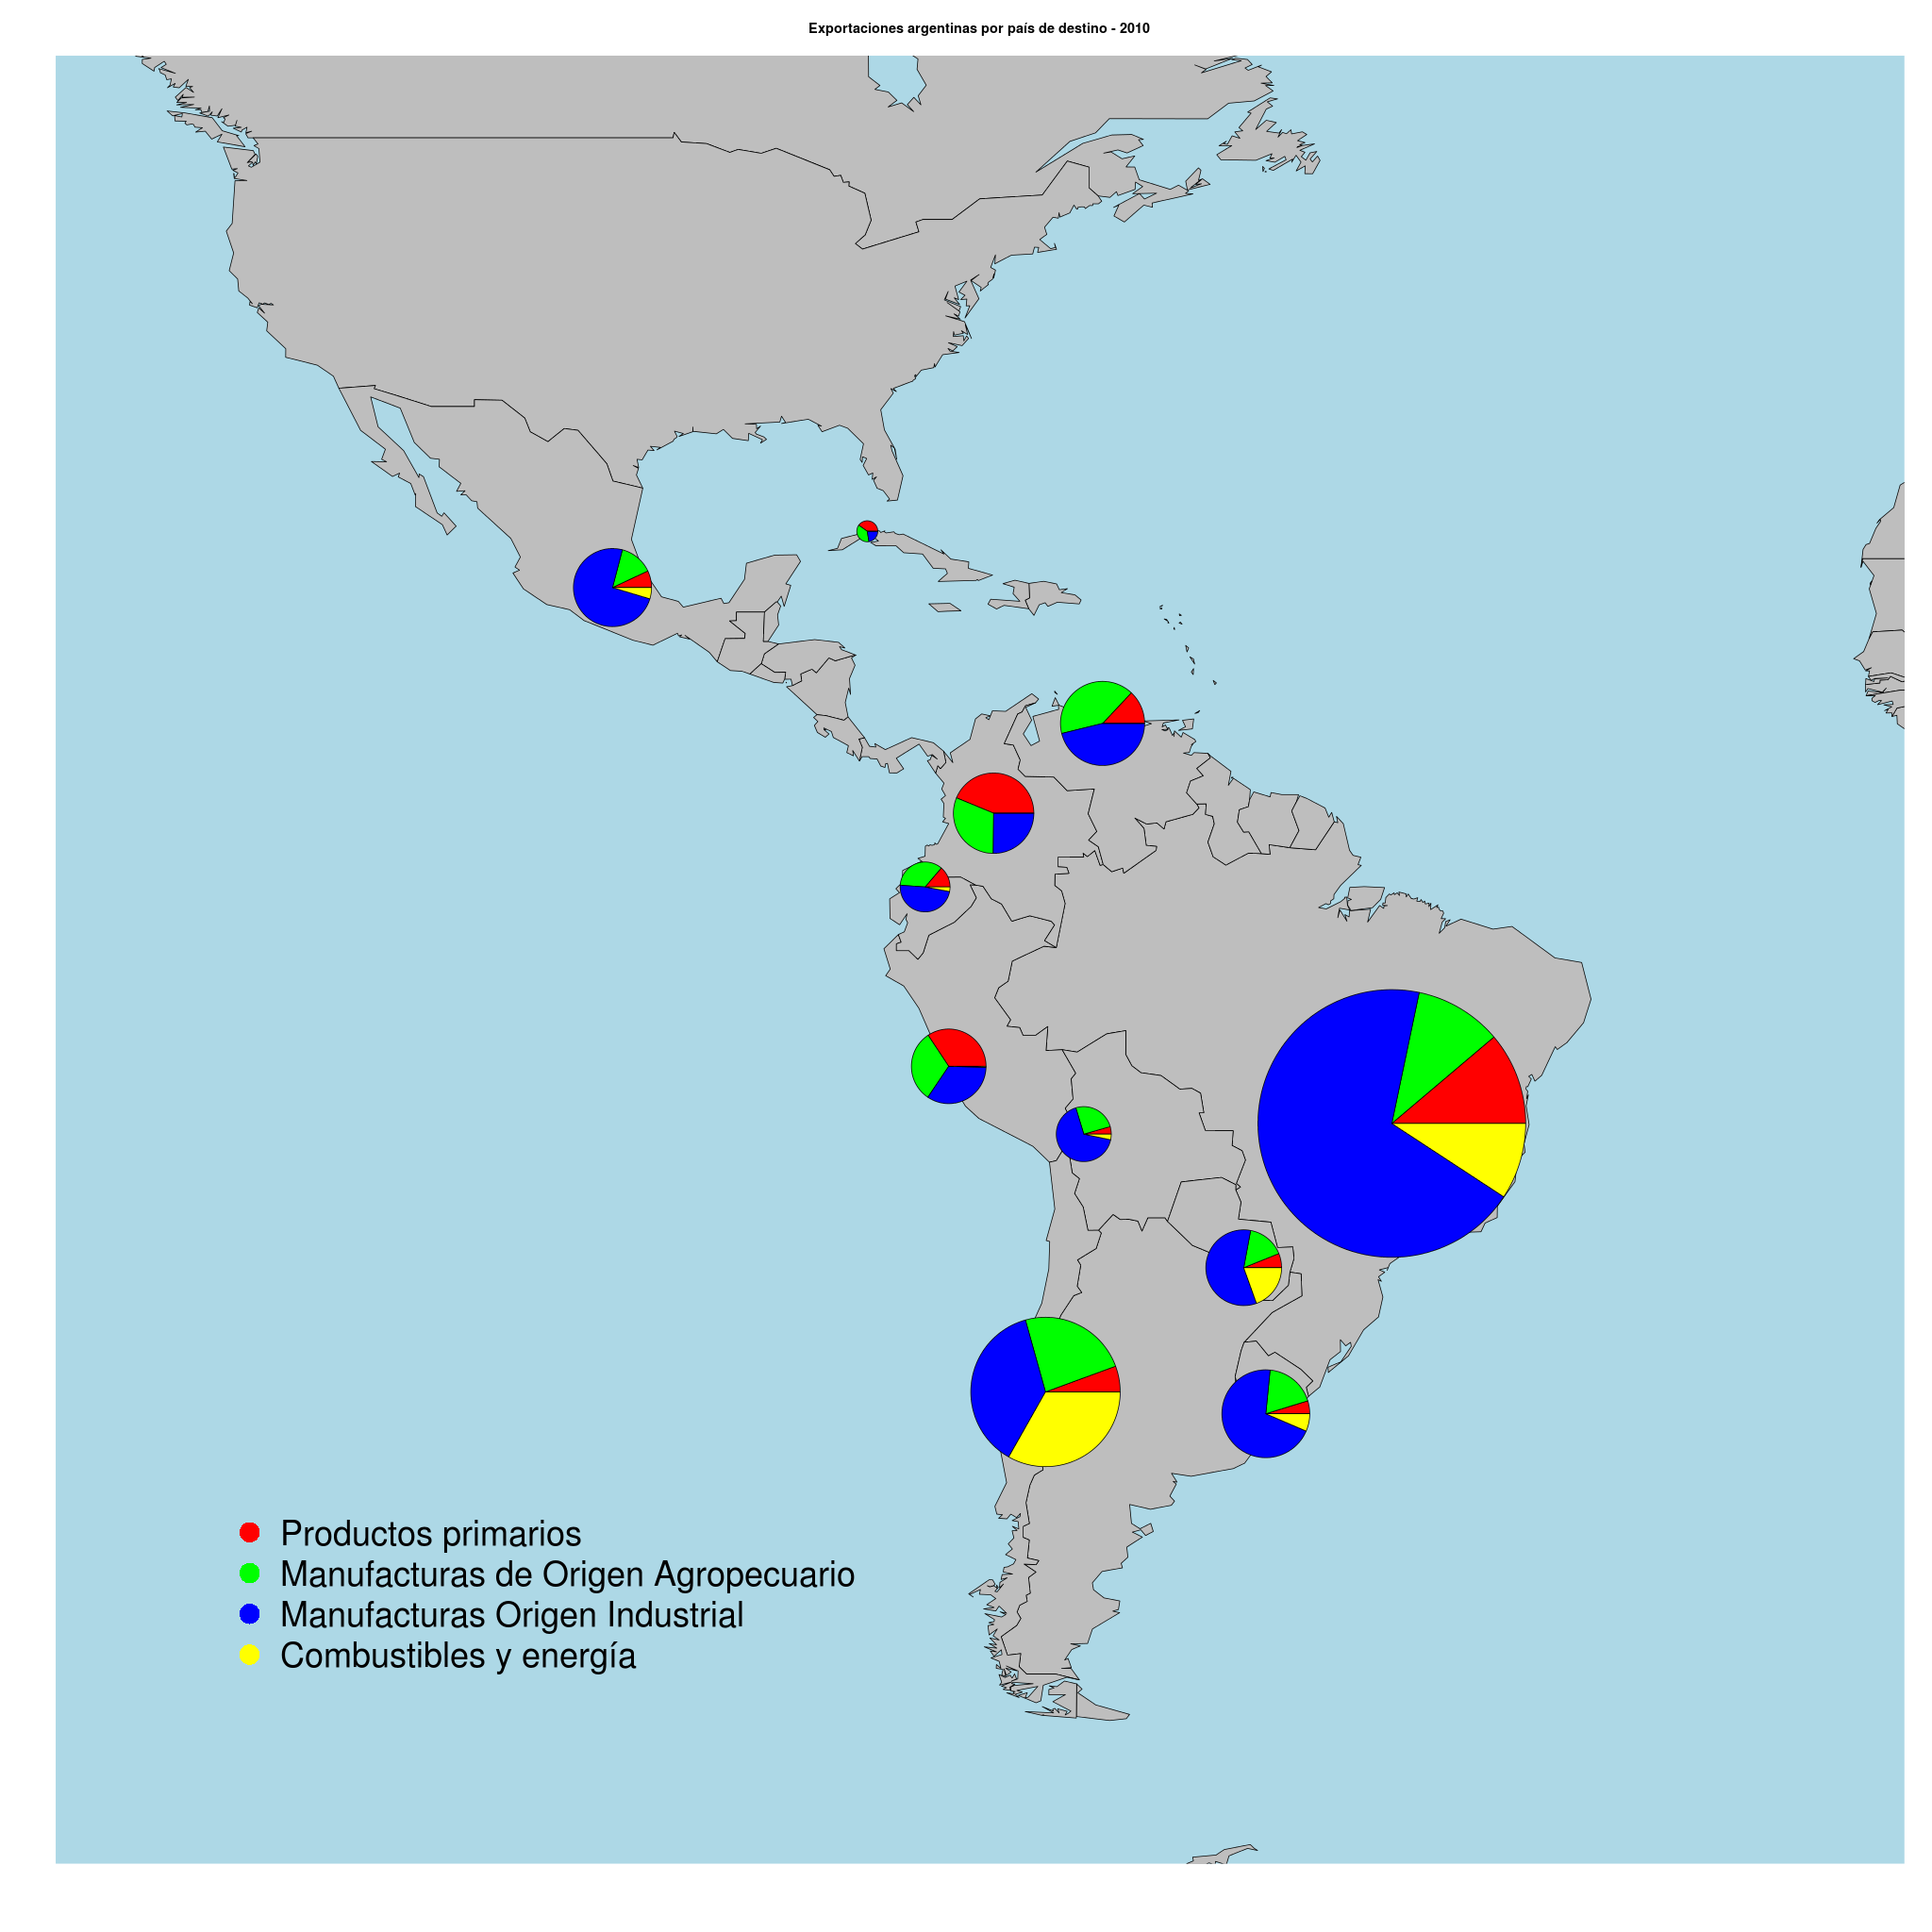 Exportaciones argentinas por país de destino - 2010
Productos primarios
Manufacturas de Origen Agropecuario
Manufacturas Origen Industrial
Combustibles y energía